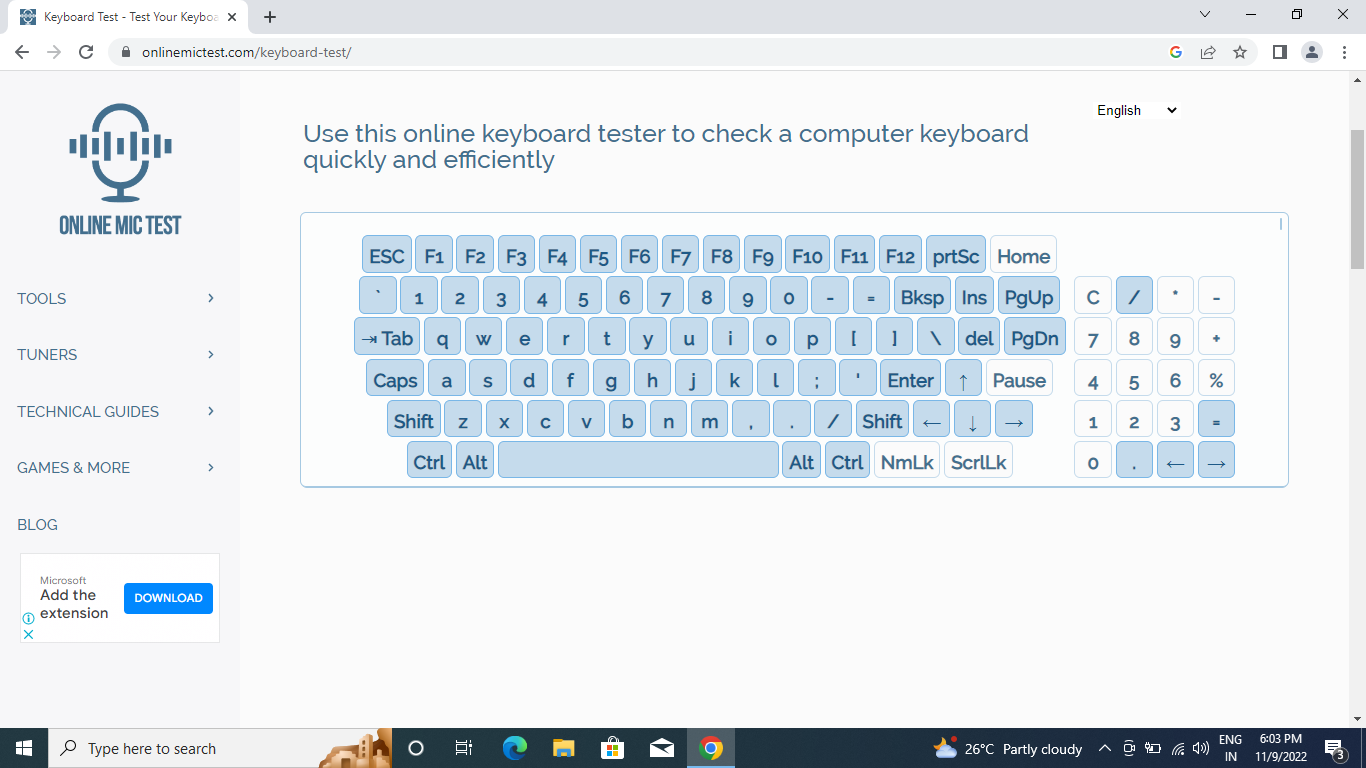 Keyboard Test - Test Your Keyboa
onlinemictest.com/keyboard-test/
ONLINE MIC TEST
TOOLS
TUNERS
TECHNICAL GUIDES
GAMES & MORE
BLOG
Microsoft
Add the
extension
DOWNLOAD
English
Use this online keyboard tester to check a computer keyboard
quickly and efficiently
ESC F1 F2 F3 F4 F5 F6 F7 F8 F9 F10 F11 F12 prtSc Home
` 1 2 3 4 5 6 7 8 9 0 - = Bksp Ins PgUp C / * -
⇥ Tab q w e r t y u i o p [ ] \ del PgDn 7 8 9 +
Caps a s d f g h j k l ; ' Enter ↑ Pause 4 5 6 %
Shift z x c v b n m , . / Shift ← ↓ → 1 2 3 =
Ctrl Alt Alt Ctrl NmLk ScrlLk 0 . ← →
Type here to search
26°C Partly cloudy
ENG
IN
6:03 PM
11/9/2022
3